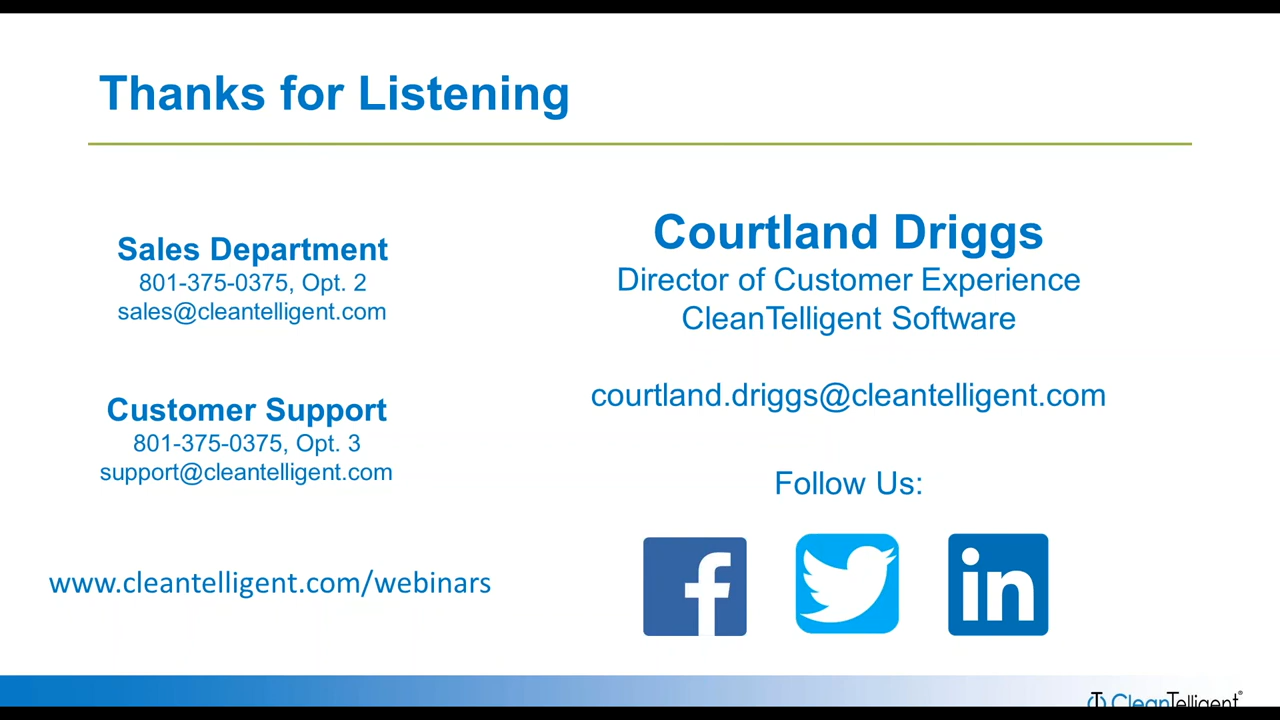 Thanks for Listening
Sales Department
801-375-0375, Opt. 2
sales@cleantelligent.com
Customer Support
801-375-0375, Opt. 3
support@cleantelligent.com
www.cleantelligent.com/webinars
Courtland Driggs
Director of Customer Experience
CleanTelligent Software
courtland.driggs@cleantelligent.com
Follow Us:
f
in
CleanTelligent®